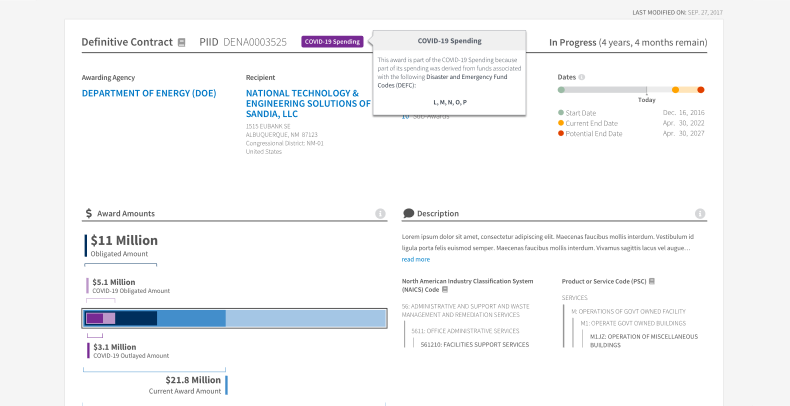 LAST MODIFIED ON: SEP. 27, 2017
Definitive Contract
PIID DENA0003525
COVID-19 Spending
In Progress (4 years, 4 months remain)
COVID-19 Spending
This award is part of the COVID-19 Spending because
part of its spending was derived from funds associated
with the following Disaster and Emergency Fund
Codes (DEFC):
L, M, N, O, P
Awarding Agency
DEPARTMENT OF ENERGY (DOE)
Recipient
NATIONAL TECHNOLOGY &
ENGINEERING SOLUTIONS OF
SANDIA, LLC
1515 EUBANK SE
ALBUQUERQUE, NM 87123
Congressional District: NM-01
United States
10 Sub-Awards
Dates
Today
Start Date Dec. 16, 2016
Current End Date Apr. 30, 2022
Potential End Date Apr. 30, 2027
$ Award Amounts
$11 Million
Obligated Amount
$5.1 Million
COVID-19 Obligated Amount
$3.1 Million
COVID-19 Outlayed Amount
$21.8 Million
Current Award Amount
Description
Lorem ipsum dolor sit amet, consectetur adipiscing elit. Maecenas faucibus mollis interdum. Vestibulum id
ligula porta felis euismod semper. Maecenas faucibus mollis interdum. Vivamus sagittis lacus vel augue...
read more
North American Industry Classification System
(NAICS) Code
56: ADMINISTRATIVE AND SUPPORT AND WASTE
MANAGEMENT AND REMEDIATION SERVICES
5611: OFFICE ADMINISTRATIVE SERVICES
561210: FACILITIES SUPPORT SERVICES
Product or Service Code (PSC)
SERVICES
M: OPERATIONS OF GOVT OWNED FACILITY
M1: OPERATE GOVT OWNED BUILDINGS
M1JZ: OPERATION OF MISCELLANEOUS
BUILDINGS